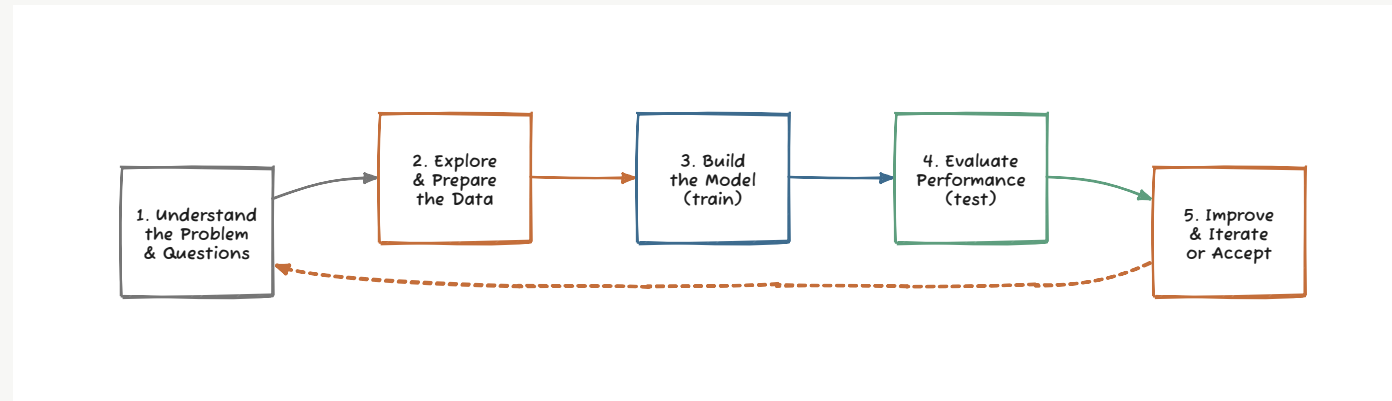 1. Understand
the Problem
& Questions
2. Explore
& Prepare
the Data
3. Build
the Model
(train)
4. Evaluate
Performance
(test)
5. Improve
& Iterate
or Accept